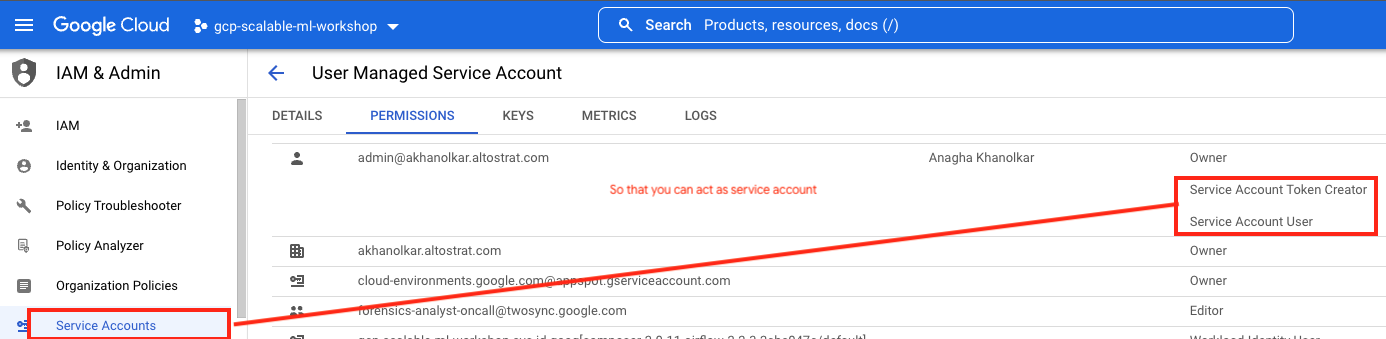 Google Cloud gcp-scalable-ml-workshop Search Products, resources, docs (/)
IAM & Admin
User Managed Service Account
DETAILS PERMISSIONS KEYS METRICS LOGS
IAM
Identity & Organization
Policy Troubleshooter
Policy Analyzer
Organization Policies
Service Accounts
admin@akhanolkar.altostrat.com Anagha Khanolkar Owner
So that you can act as service account
Service Account Token Creator
Service Account User
akhanolkar.altostrat.com Owner
cloud-environments.google.com@appspot.gserviceaccount.com Owner
forensics-analyst-oncall@twosync.google.com Editor
Workload Identity User